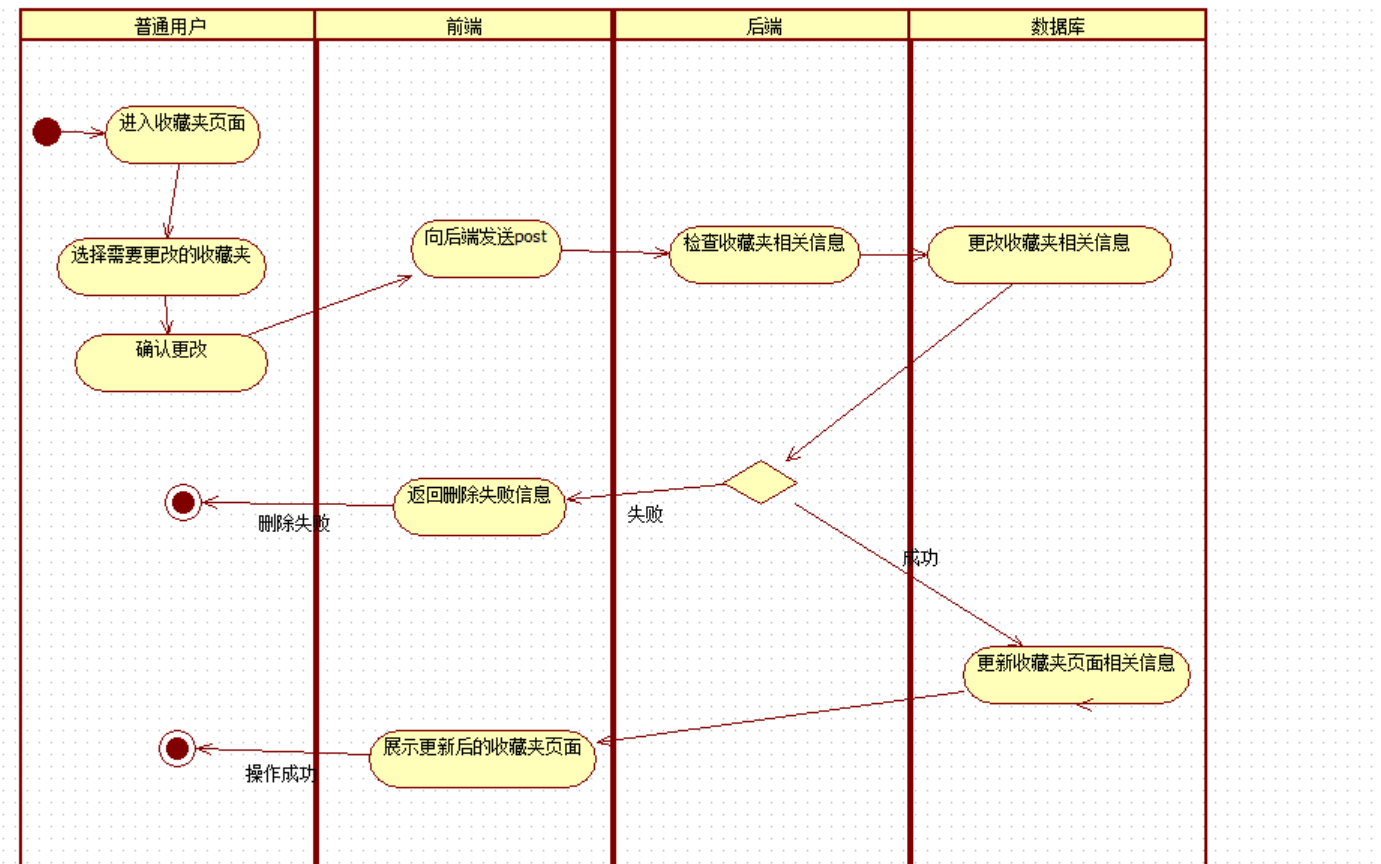 普通用户
前端
后端
数据库
进入收藏夹页面
选择需要更改的收藏夹
向后端发送post
检查收藏夹相关信息
更改收藏夹相关信息
确认更改
返回删除失败信息
删除失败
失败
成功
更新收藏夹页面相关信息
展示更新后的收藏夹页面
操作成功